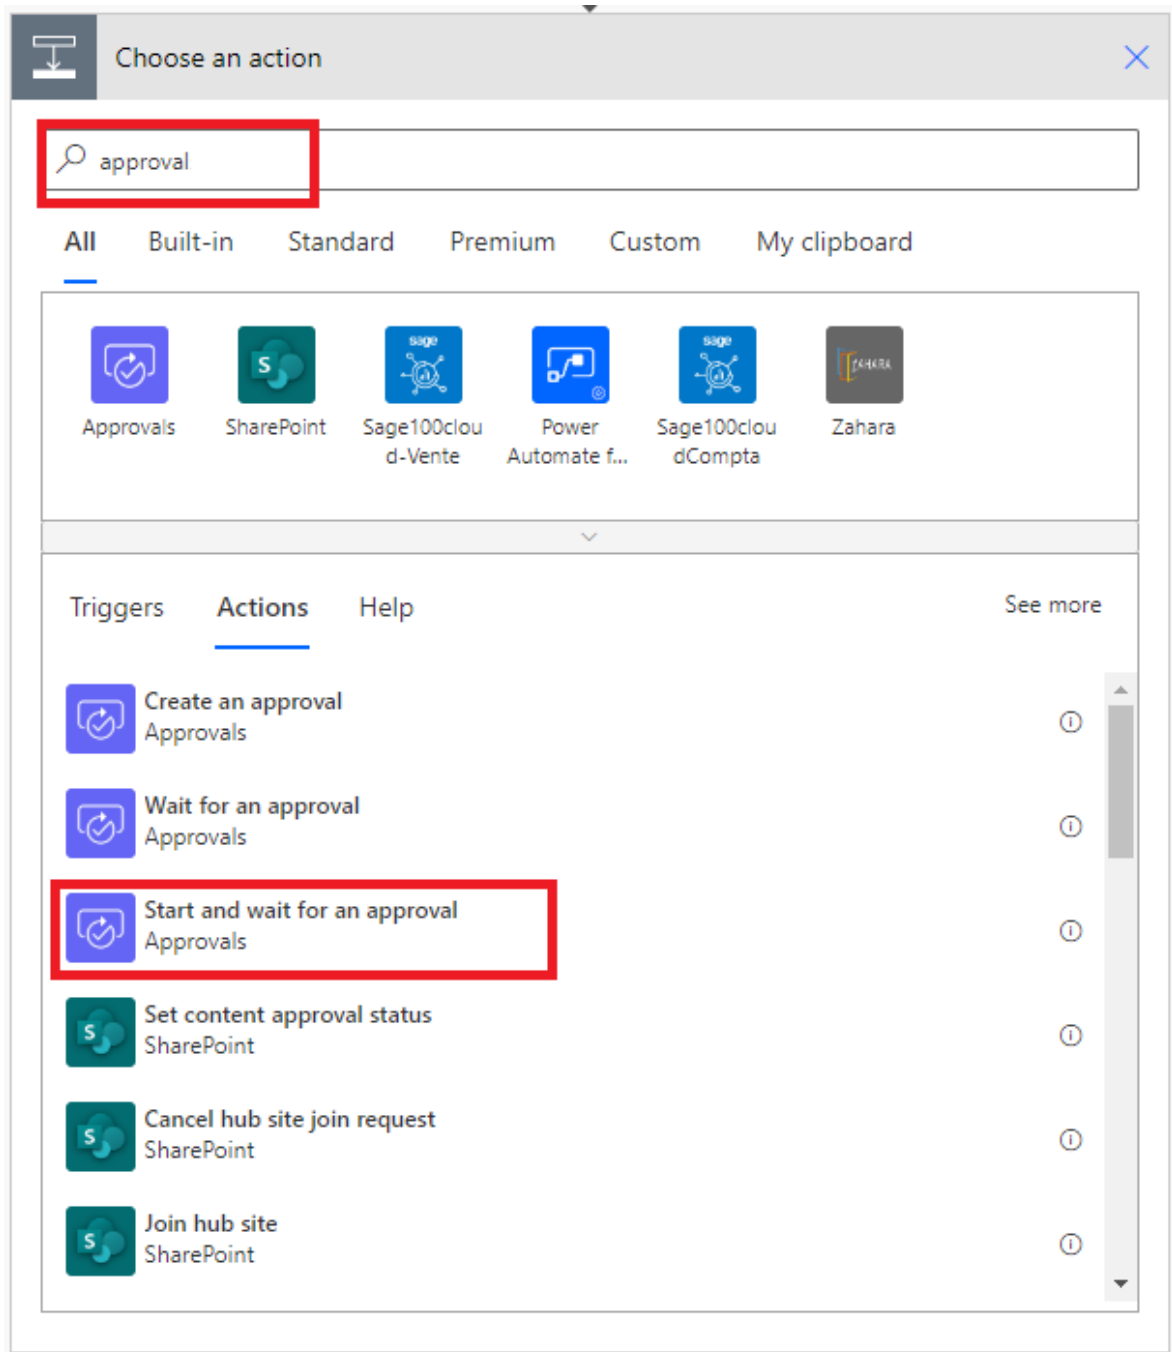 Choose an action
approval
All Built-in Standard Premium Custom My clipboard
sage sage ZAHARA
Approvals SharePoint Sage100clou Power Sage100clou Zahara
d-Vente Automate f... dCompta
Triggers Actions Help See more
Create an approval
Approvals
Wait for an approval
Approvals
Start and wait for an approval
Approvals
S Set content approval status
SharePoint
S Cancel hub site join request
SharePoint
S Join hub site
SharePoint